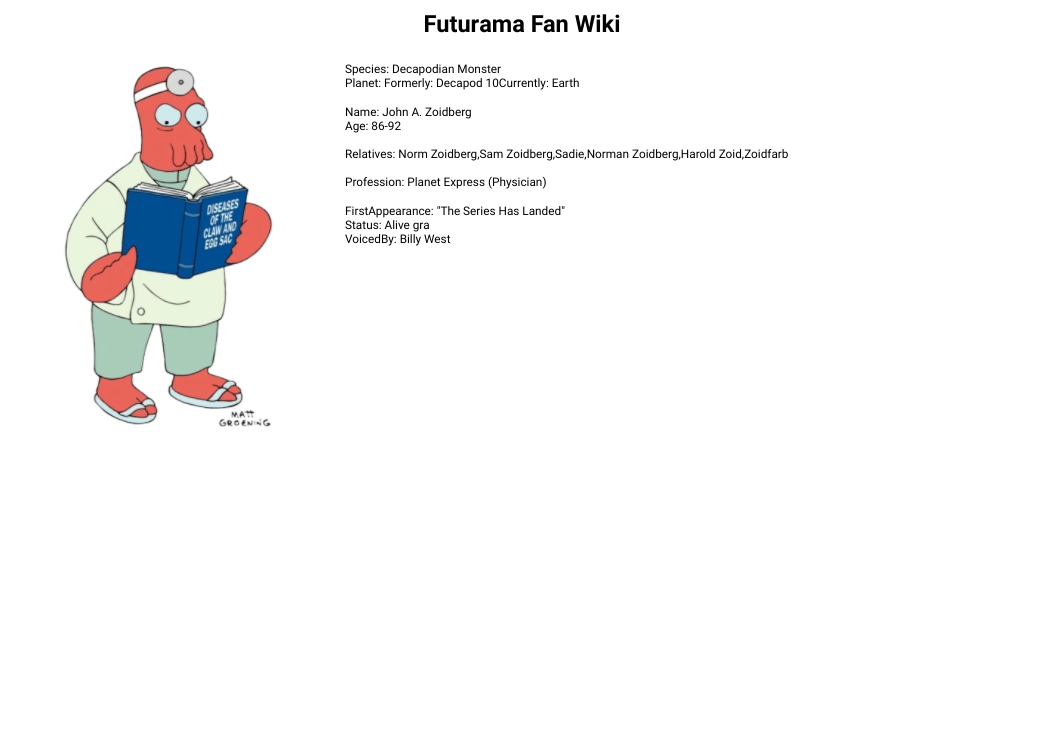 Futurama Fan Wiki
Species: Decapodian Monster
Planet: Formerly: Decapod 10Currently: Earth
Name: John A. Zoidberg
Age: 86-92
Relatives: Norm Zoidberg,Sam Zoidberg,Sadie,Norman Zoidberg,Harold Zoid,Zoidfarb
Profession: Planet Express (Physician)
FirstAppearance: "The Series Has Landed"
Status: Alive gra
VoicedBy: Billy West
DISEASES
OF THE
CLAW AND
EGG SAC
MATT
GROENING